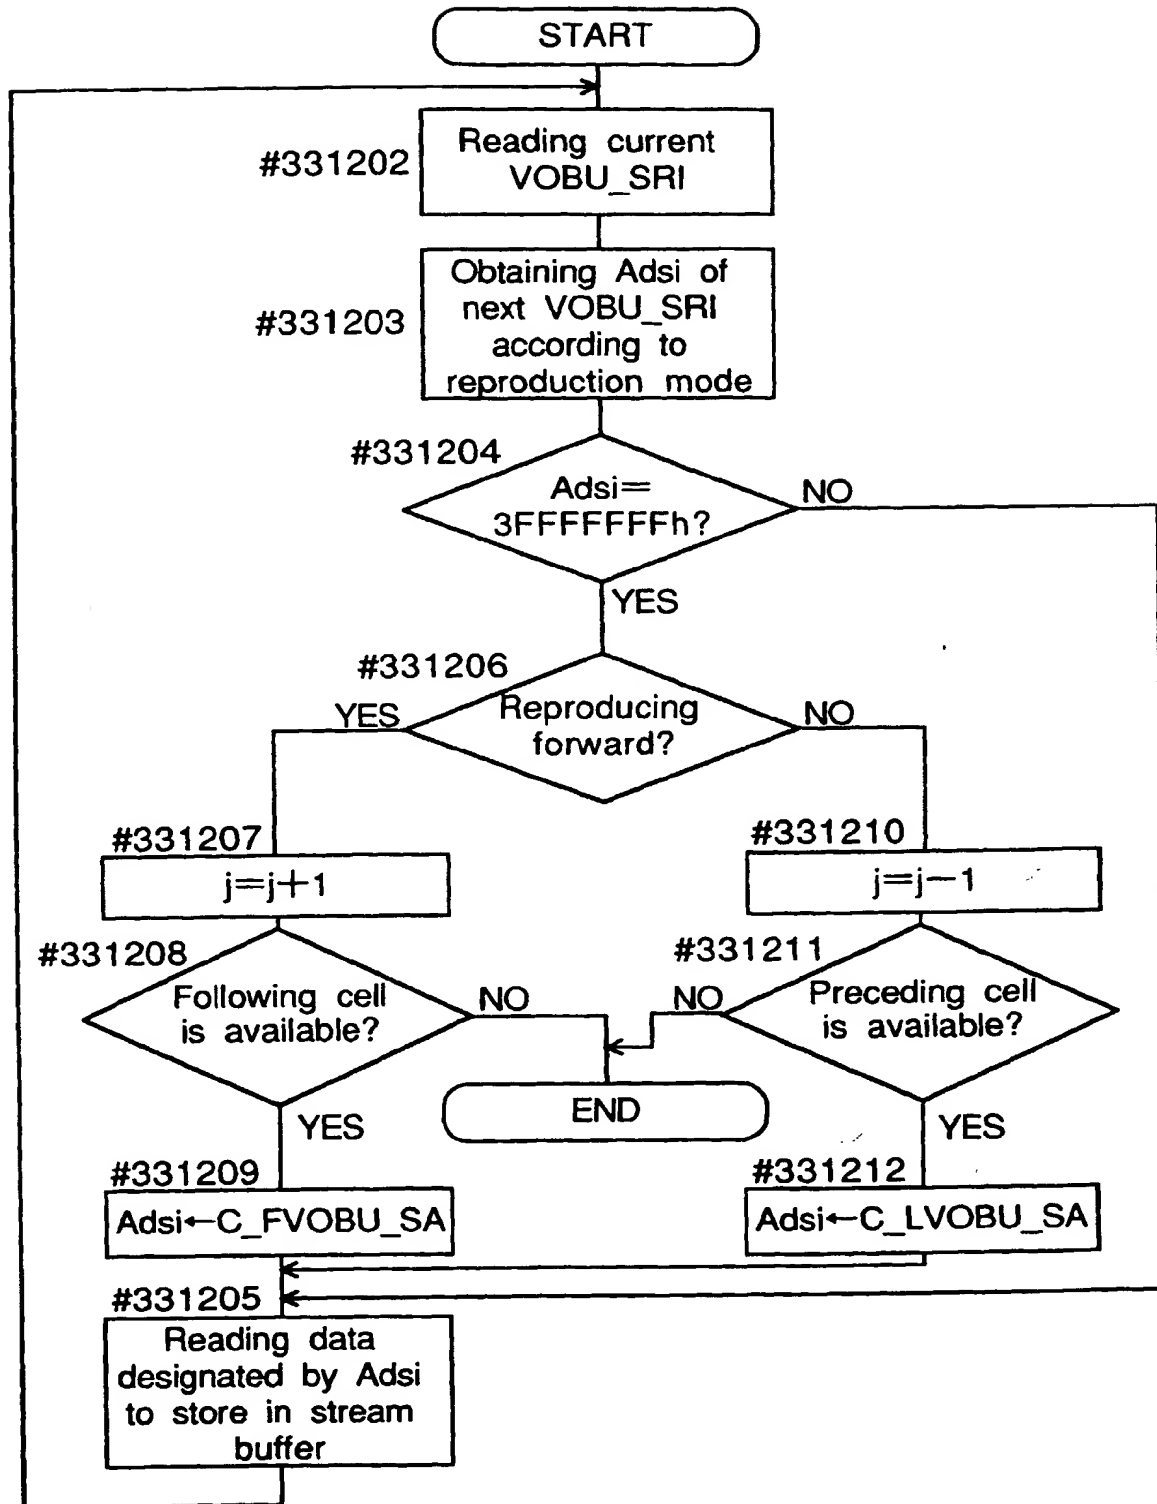 START
#331202
Reading current
VOBU_SRI
#331203
Obtaining Adsi of
next VOBU_SRI
according to
reproduction mode
#331204
Adsi=
3FFFFFFFh?
NO
YES
#331206
Reproducing
forward?
YES
NO
#331207
j=j+1
#331210
j=j−1
#331208
Following cell
is available?
NO
#331211
Preceding cell
is available?
NO
END
YES
YES
#331209
Adsi←C_FVOBU_SA
#331212
Adsi←C_LVOBU_SA
#331205
Reading data
designated by Adsi
to store in stream
buffer